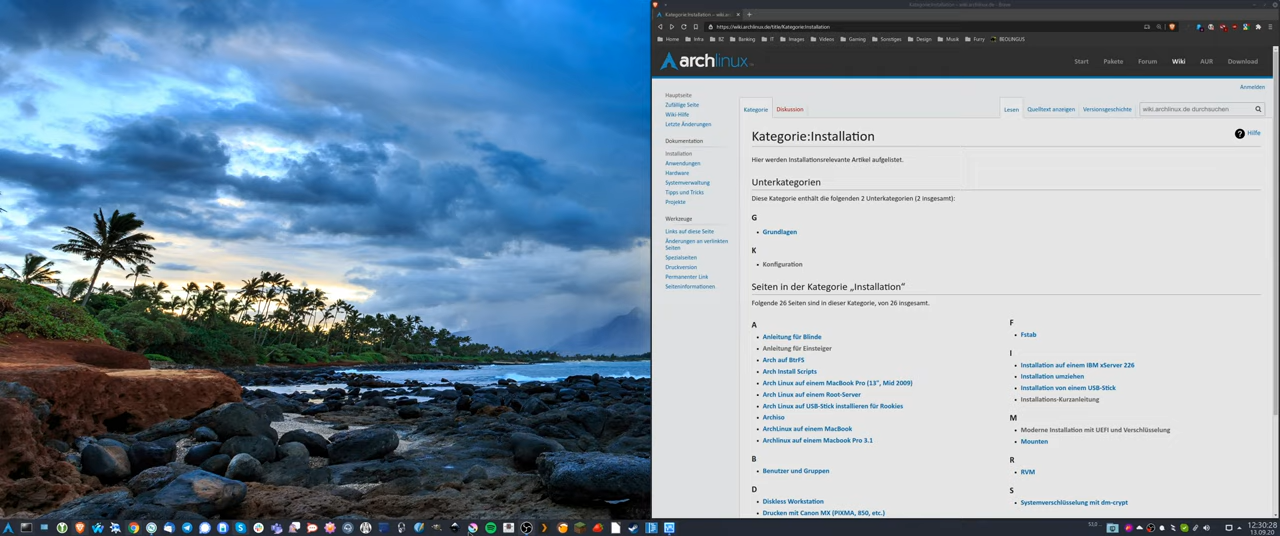 Kategorie:Installation – wiki.archlinux.de - Brave
Kategorie:Installation – wiki.ar
https://wiki.archlinux.de/title/Kategorie:Installation
Home Infra BZ Banking IT Images Videos Gaming Sonstiges Design Musik Furry BEOLINGUS
archlinux
Start Pakete Forum Wiki AUR Download
Anmelden
Hauptseite
Zufällige Seite
Wiki Hilfe
Letzte Änderungen
Dokumentation
Installation
Anwendungen
Hardware
Systemverwaltung
Tipps und Tricks
Projekte
Werkzeuge
Links auf diese Seite
Änderungen an verlinkten
Seiten
Spezialseiten
Druckversion
Permanenter Link
Seiteninformationen
Kategorie Diskussion Lesen Quelltext anzeigen Versionsgeschichte wiki.archlinux.de durchsuchen
Kategorie:Installation
Hilfe
Hier werden Installationsrelevante Artikel aufgelistet.
Unterkategorien
Diese Kategorie enthält die folgenden 2 Unterkategorien (2 insgesamt):
G
Grundlagen
K
Konfiguration
Seiten in der Kategorie „Installation“
Folgende 26 Seiten sind in dieser Kategorie, von 26 insgesamt.
A
Anleitung für Blinde
Anleitung für Einsteiger
Arch auf BtrFS
Arch Install Scripts
Arch Linux auf einem MacBook Pro (13", Mid 2009)
Arch Linux auf einem Root-Server
Arch Linux auf USB-Stick installieren für Rookies
Archiso
ArchLinux auf einem MacBook
Archlinux auf einem Macbook Pro 3.1
B
Benutzer und Gruppen
D
Diskless Workstation
Drucken mit Canon MX (PIXMA, 850, etc.)
F
Fstab
I
Installation auf einem IBM xServer 226
Installation umziehen
Installation von einem USB-Stick
Installations-Kurzanleitung
M
Moderne Installation mit UEFI und Verschlüsselung
Mounten
R
RVM
S
Systemverschlüsselung mit dm-crypt
12:30:28
13.09.20